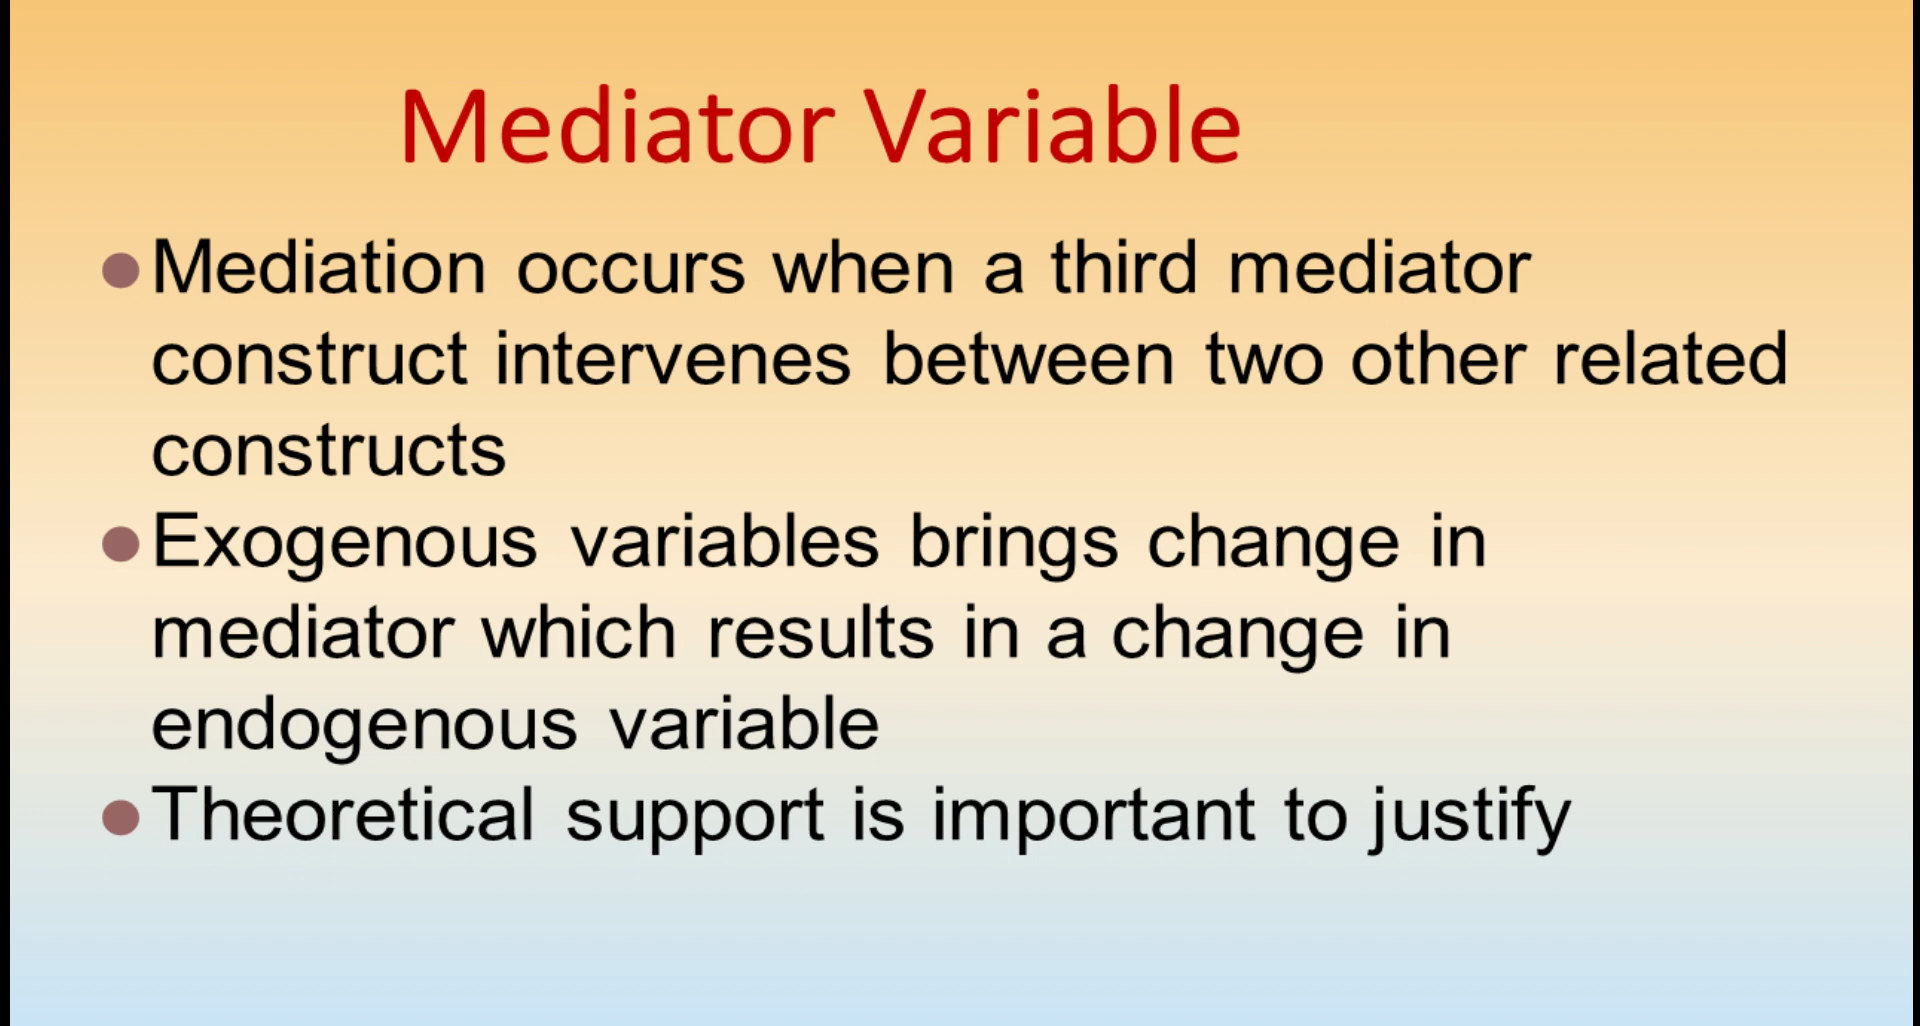 Mediator Variable
Mediation occurs when a third mediator
construct intervenes between two other related
constructs
Exogenous variables brings change in
mediator which results in a change in
endogenous variable
Theoretical support is important to justify